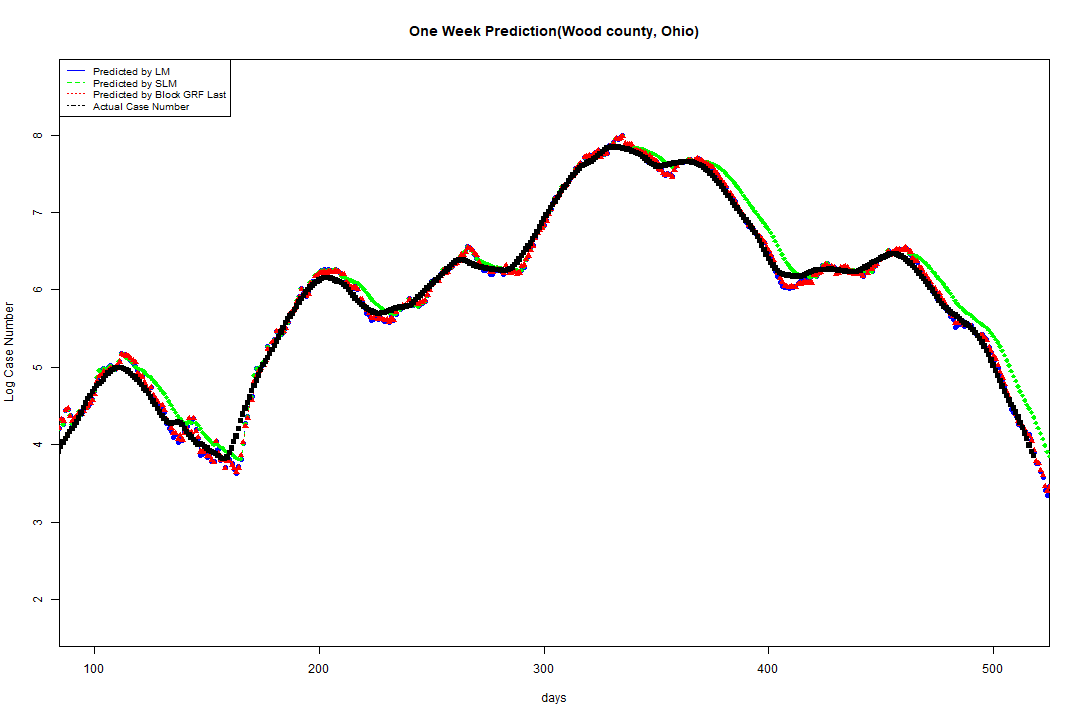 One Week Prediction(Wood county, Ohio)
Predicted by LM
Predicted by SLM
Predicted by Block GRF Last
Actual Case Number
8
7
6
5
4
3
2
Log Case Number
100 200 300 400 500
days